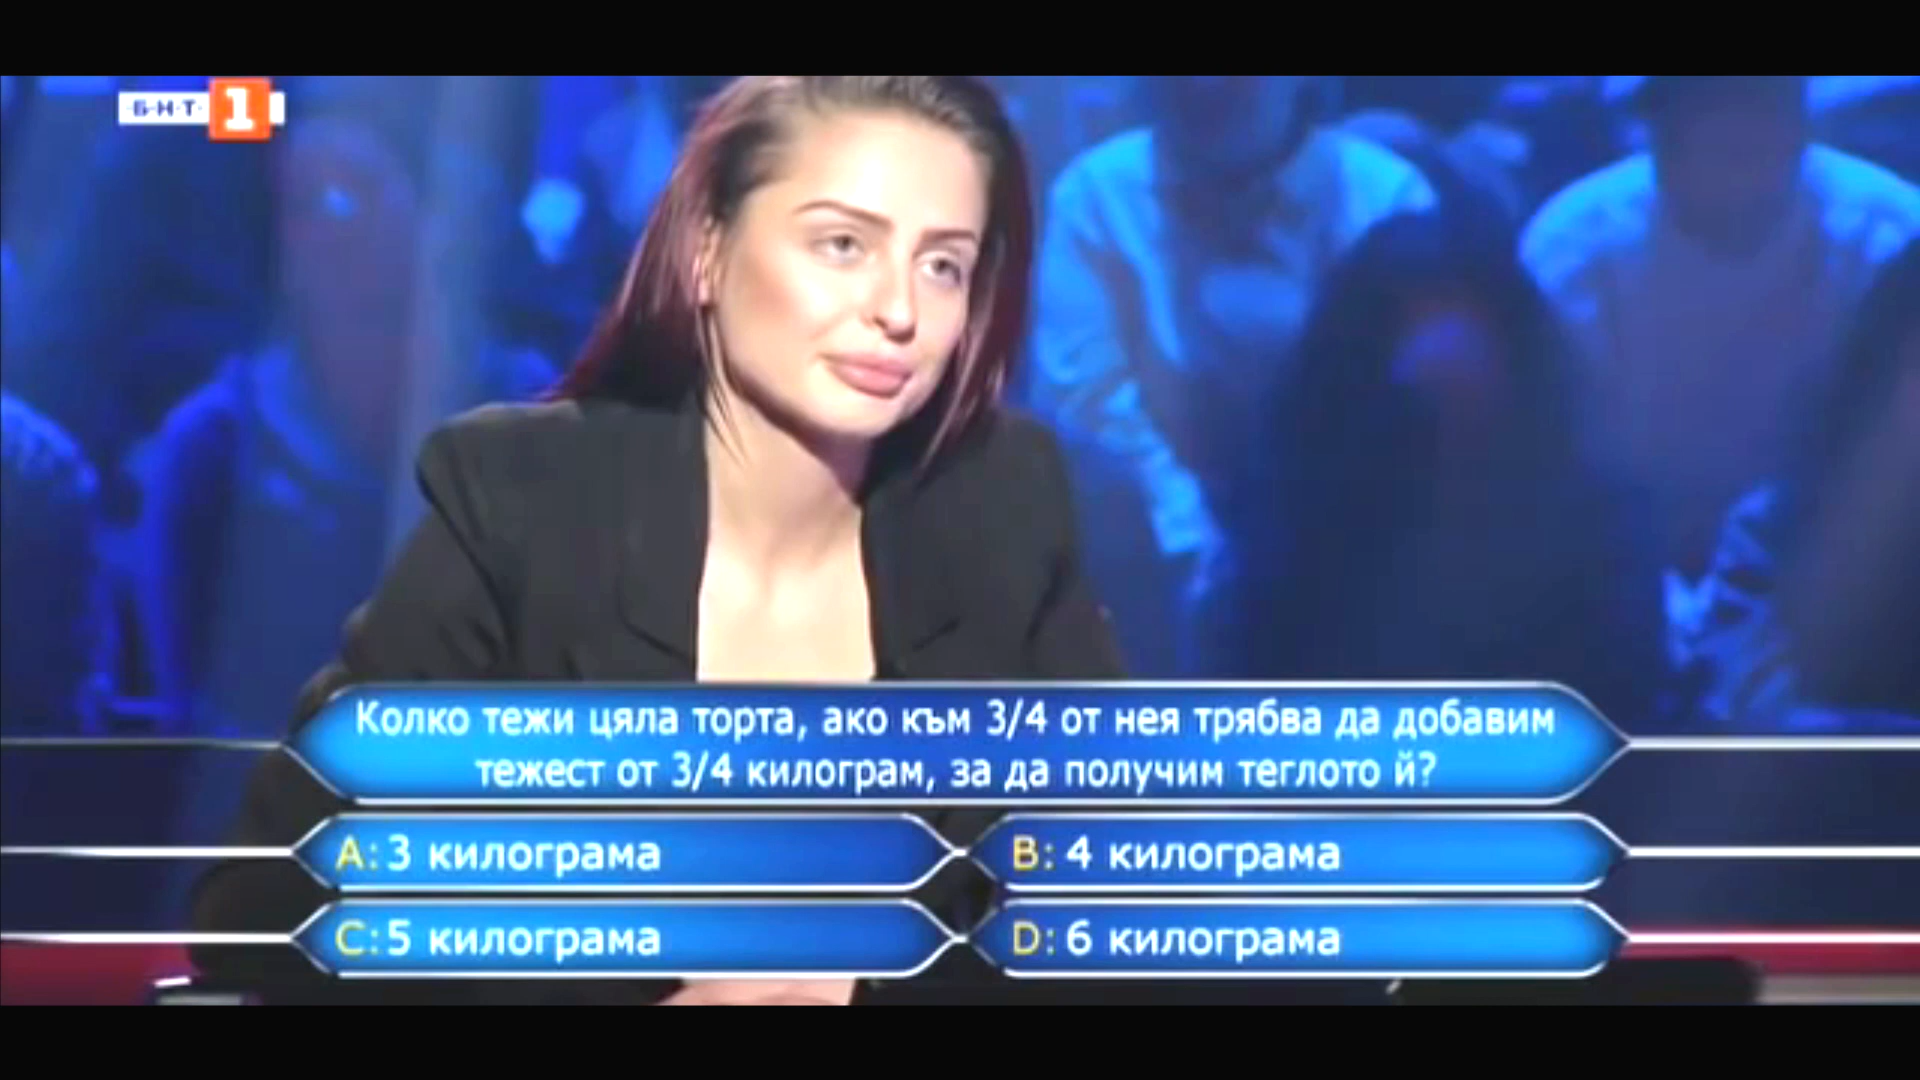 БНТ 1
Колко тежи цяла торта, ако към 3/4 от нея трябва да добавим
тежест от 3/4 килограм, за да получим теглото й?
A: 3 килограма
B: 4 килограма
C: 5 килограма
D: 6 килограма